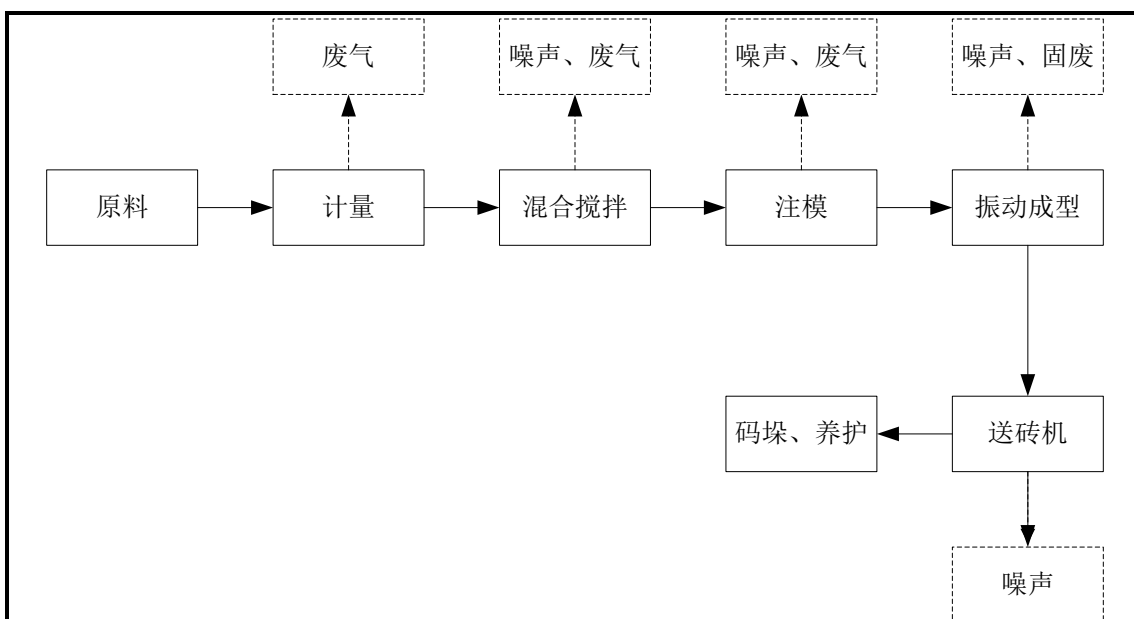 废气
噪声、废气
噪声、废气
噪声、固废
原料
计量
混合搅拌
注模
振动成型
码垛、养护
送砖机
噪声